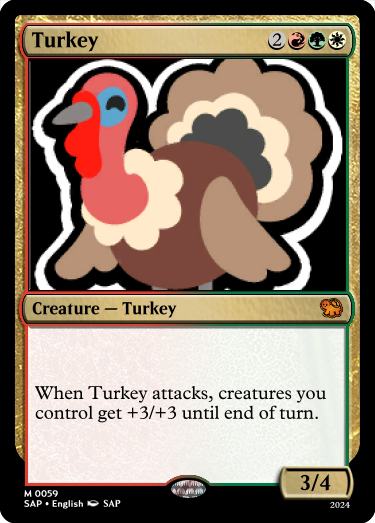 Turkey 2
Creature — Turkey
When Turkey attacks, creatures you
control get +3/+3 until end of turn.
3/4
M 0059
SAP • English SAP
2024